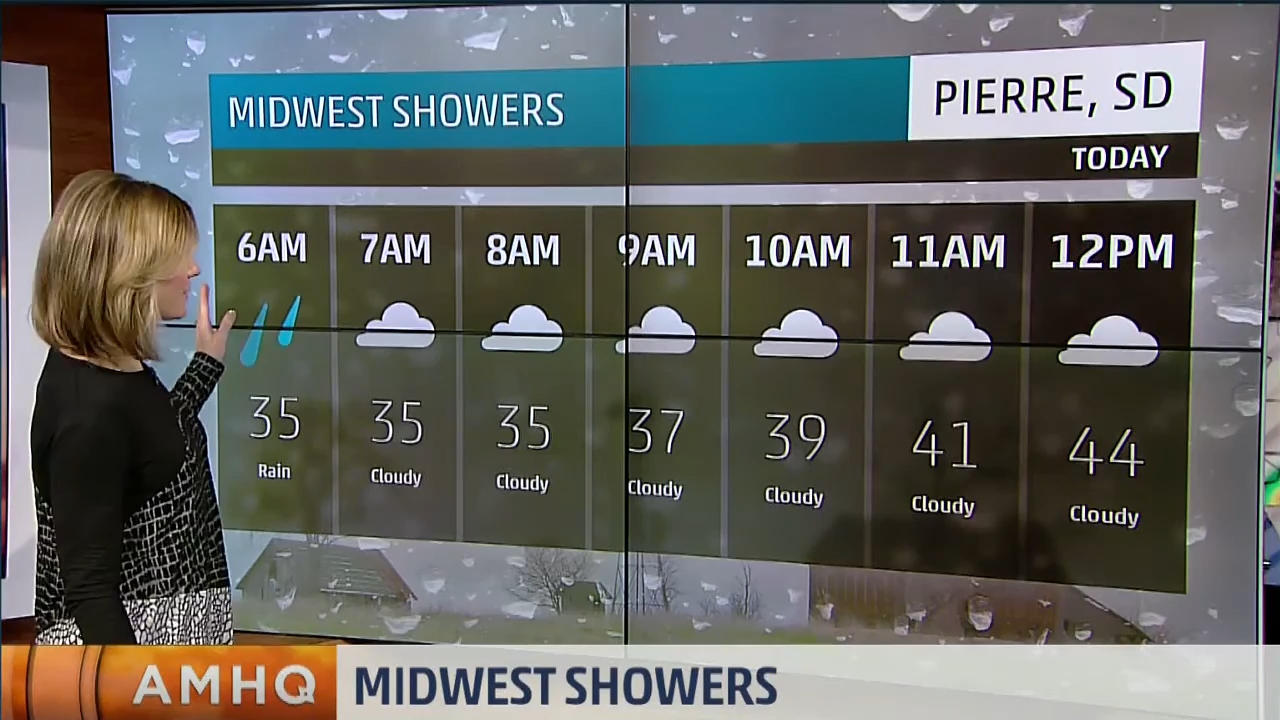 MIDWEST SHOWERS
PIERRE, SD
TODAY
6AM 7AM 8AM 9AM 10AM 11AM 12PM
35 35 35 37 39 41 44
Rain Cloudy Cloudy Cloudy Cloudy Cloudy Cloudy
AMHQ MIDWEST SHOWERS